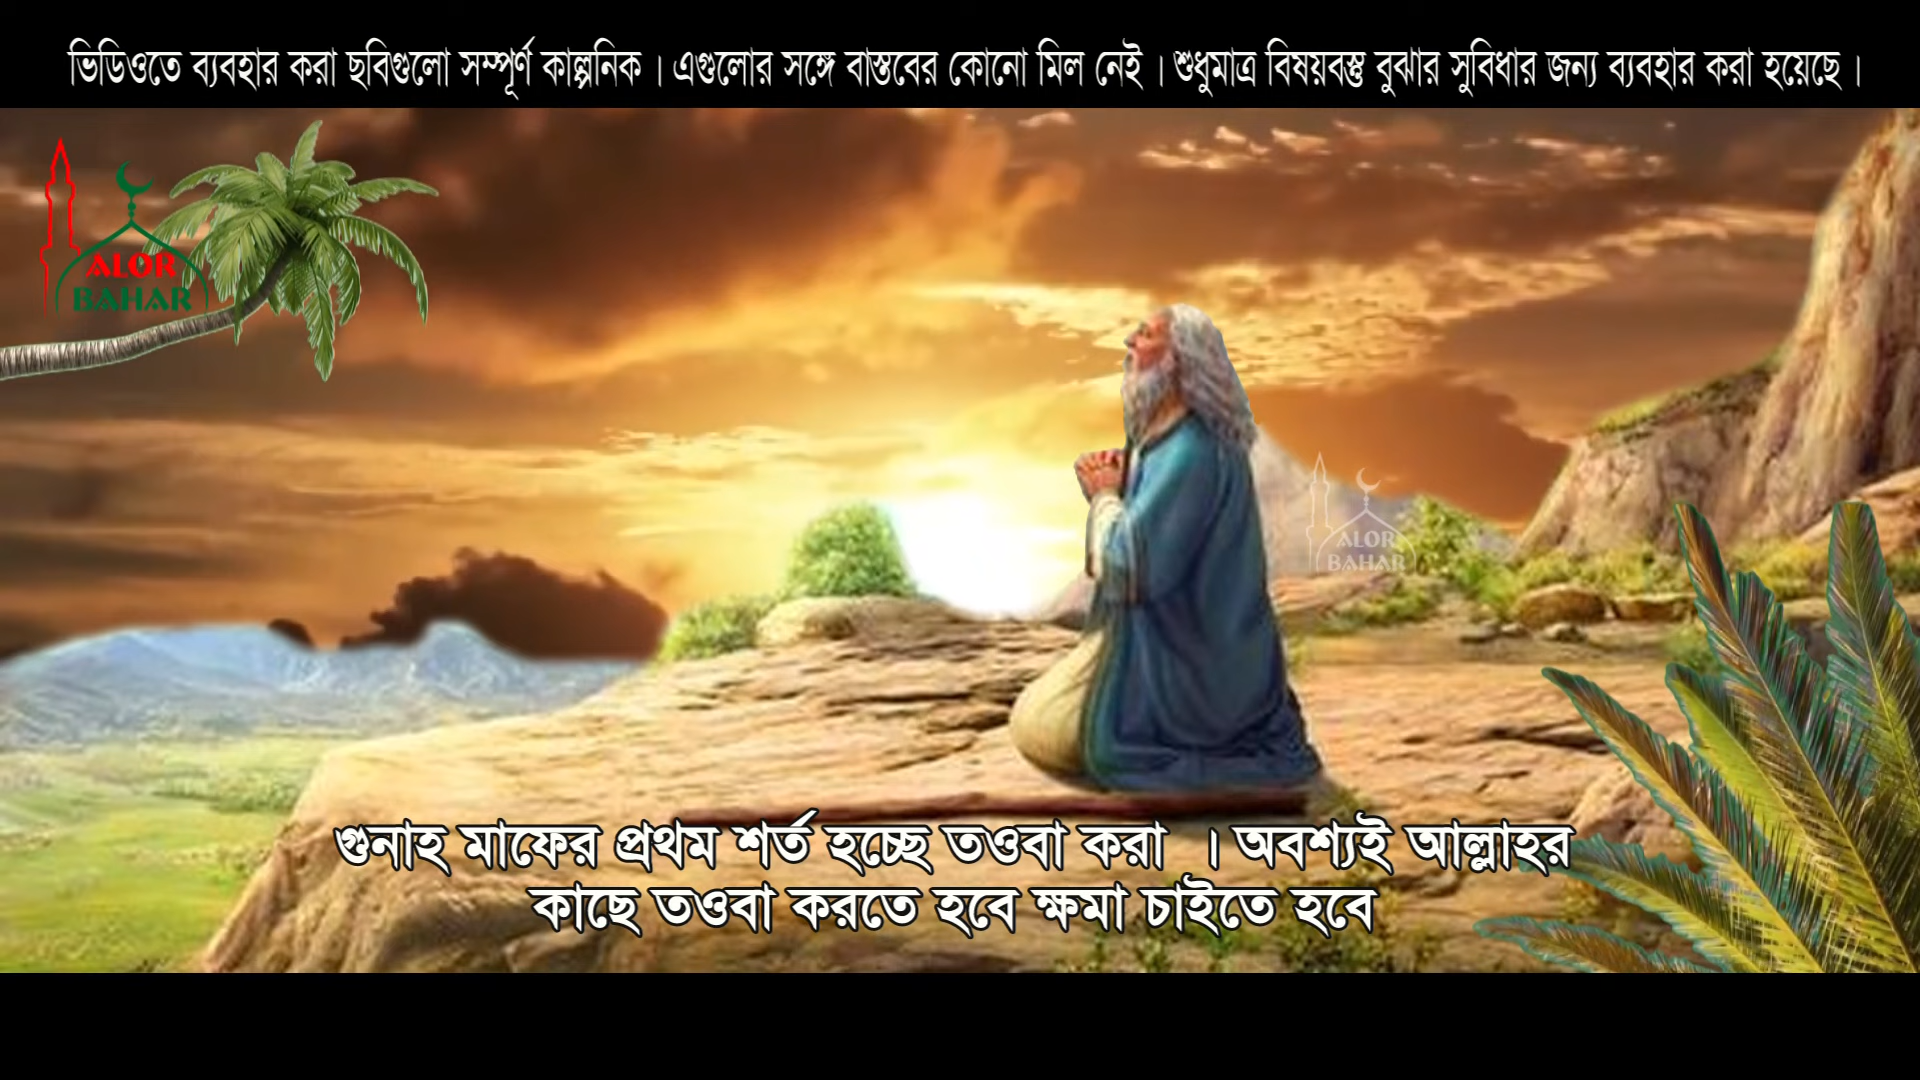 ভিডিওতে ব্যবহার করা ছবিগুলো সম্পূর্ণ কাল্পনিক । এগুলোর সঙ্গে বাস্তবের কোনো মিল নেই । শুধুমাত্র বিষয়বস্তু বুঝার সুবিধার জন্য ব্যবহার করা হয়েছে ।
ALOR
BAHAR
ALOR
BAHAR
গুনাহ মাফের প্রথম শর্ত হচ্ছে তওবা করা । অবশ্যই আল্লাহর
কাছে তওবা করতে হবে ক্ষমা চাইতে হবে